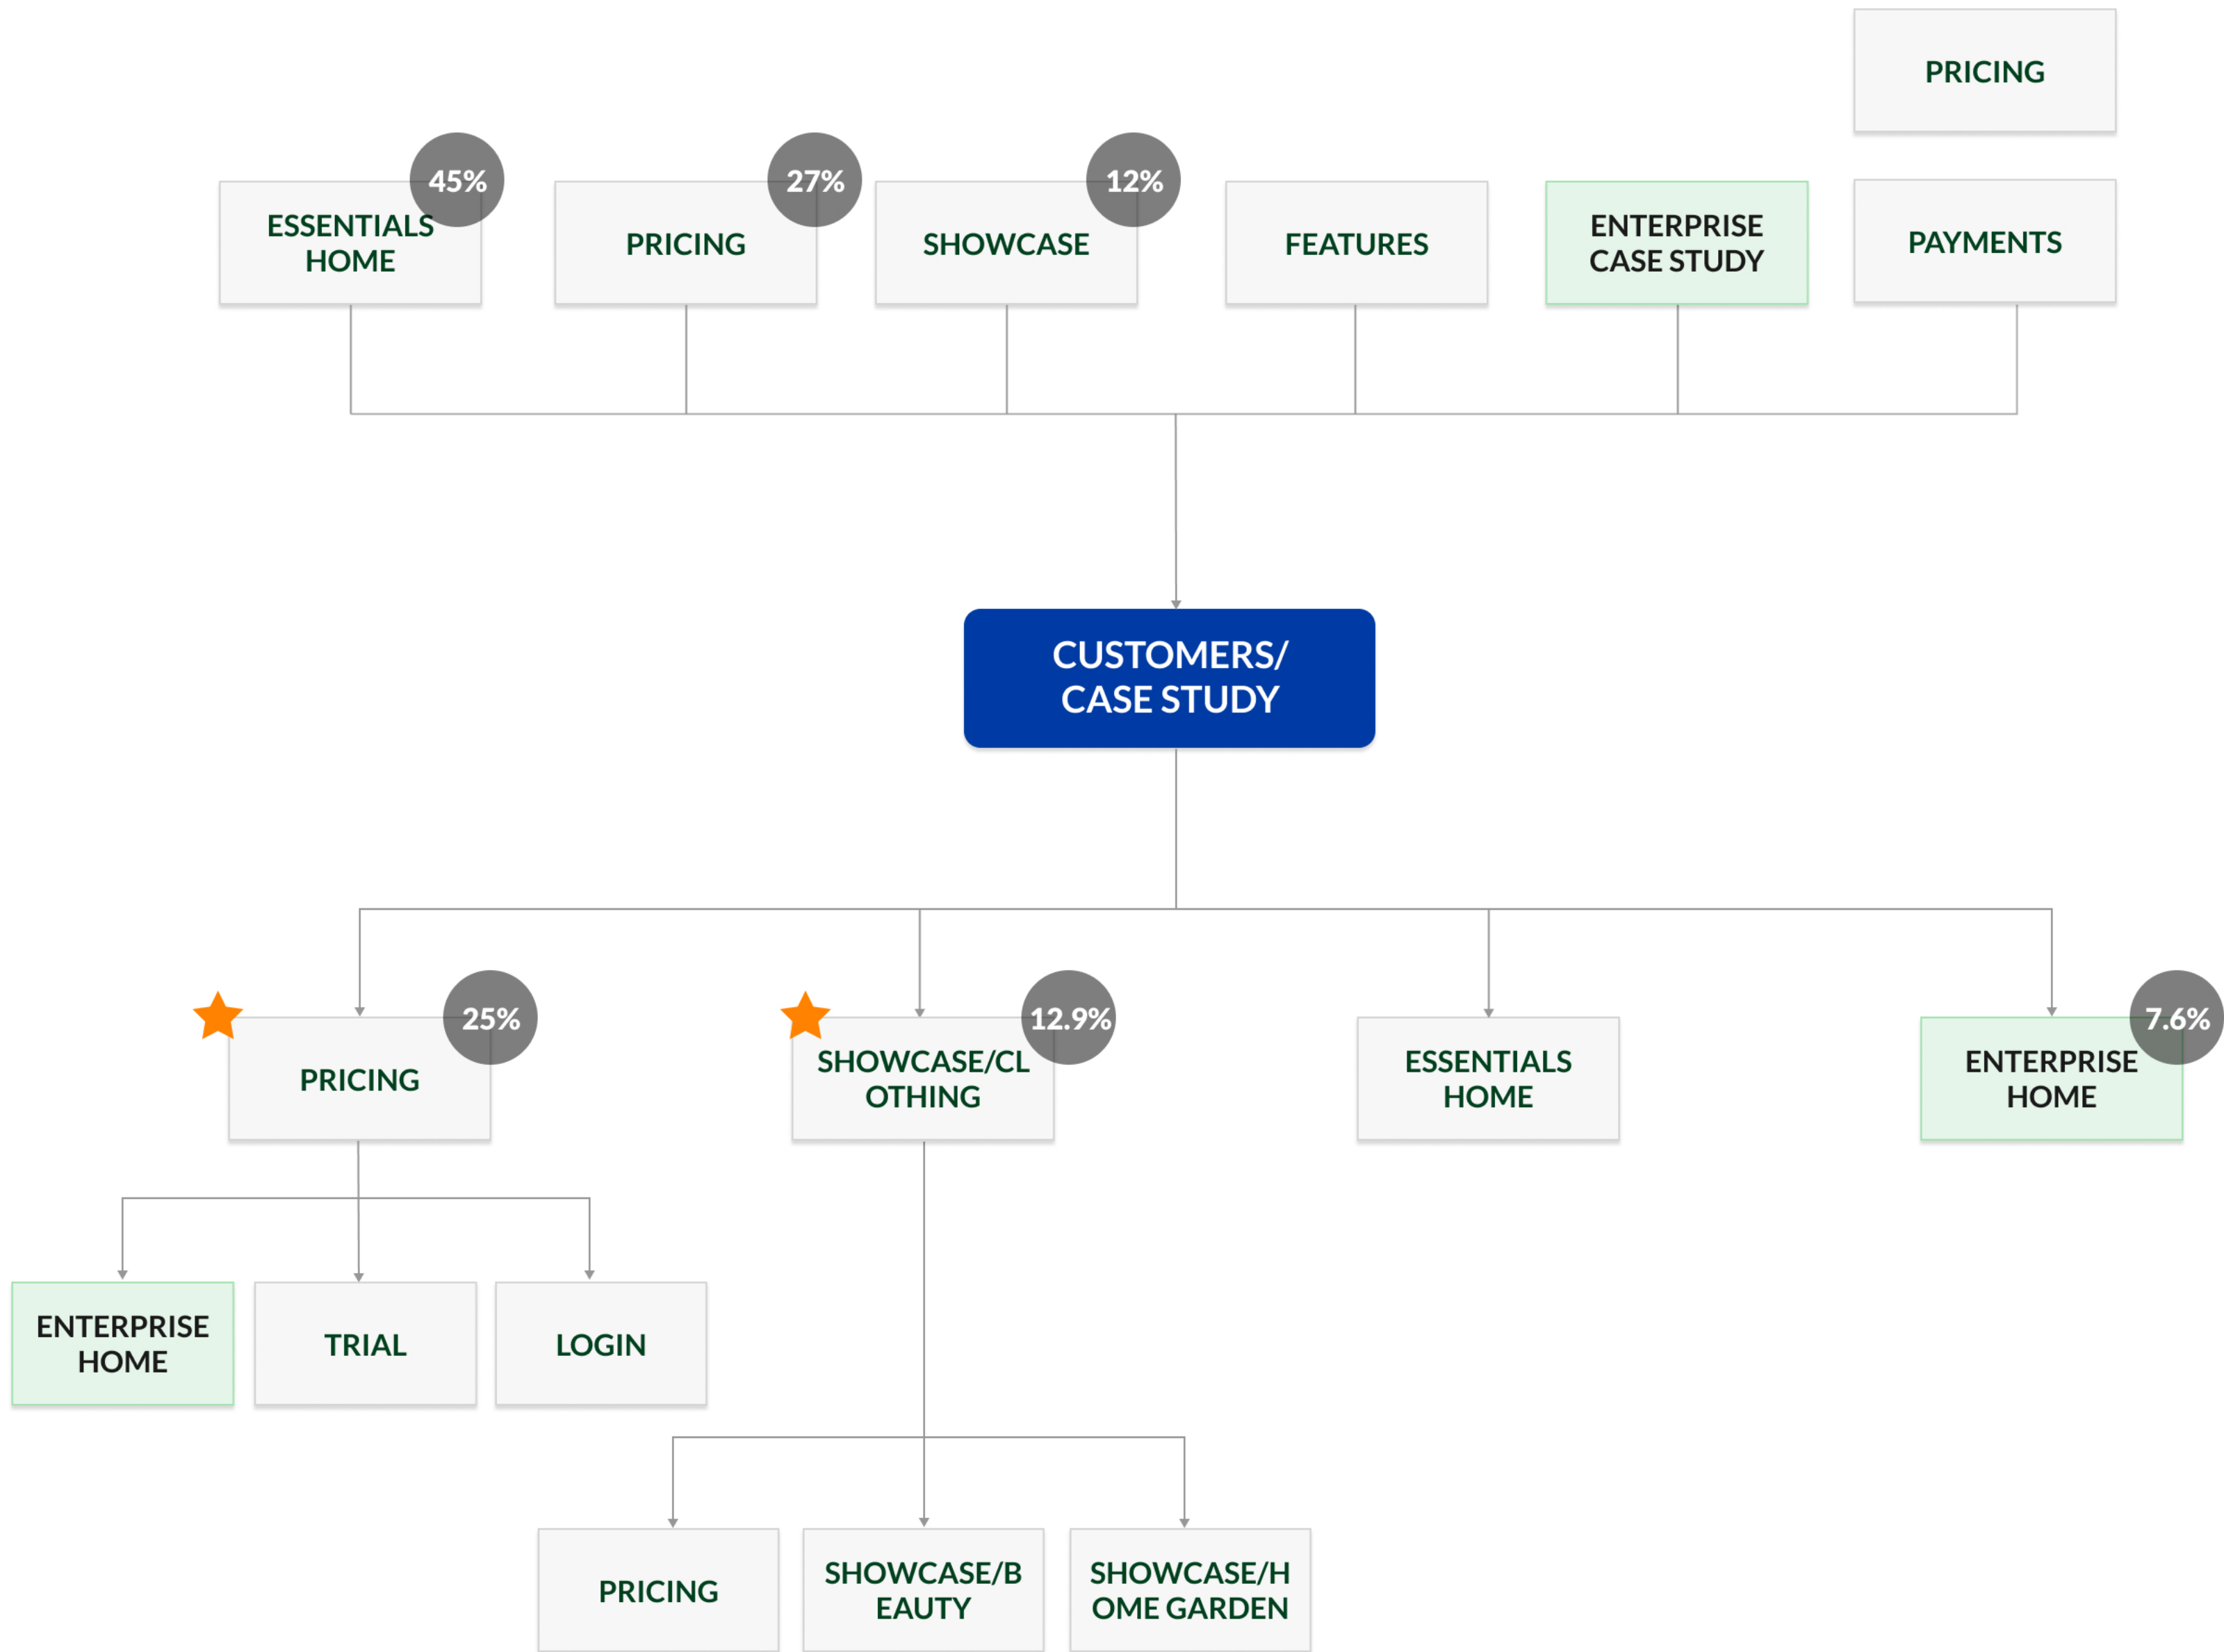 PRICING
45%
27%
12%
ESSENTIALS
HOME
PRICING
SHOWCASE
FEATURES
ENTERPRISE
CASE STUDY
PAYMENTS
CUSTOMERS/
CASE STUDY
25%
12.9%
7.6%
PRICING
SHOWCASE/CL
OTHING
ESSENTIALS
HOME
ENTERPRISE
HOME
ENTERPRISE
HOME
TRIAL
LOGIN
PRICING
SHOWCASE/B
EAUTY
SHOWCASE/H
OME GARDEN